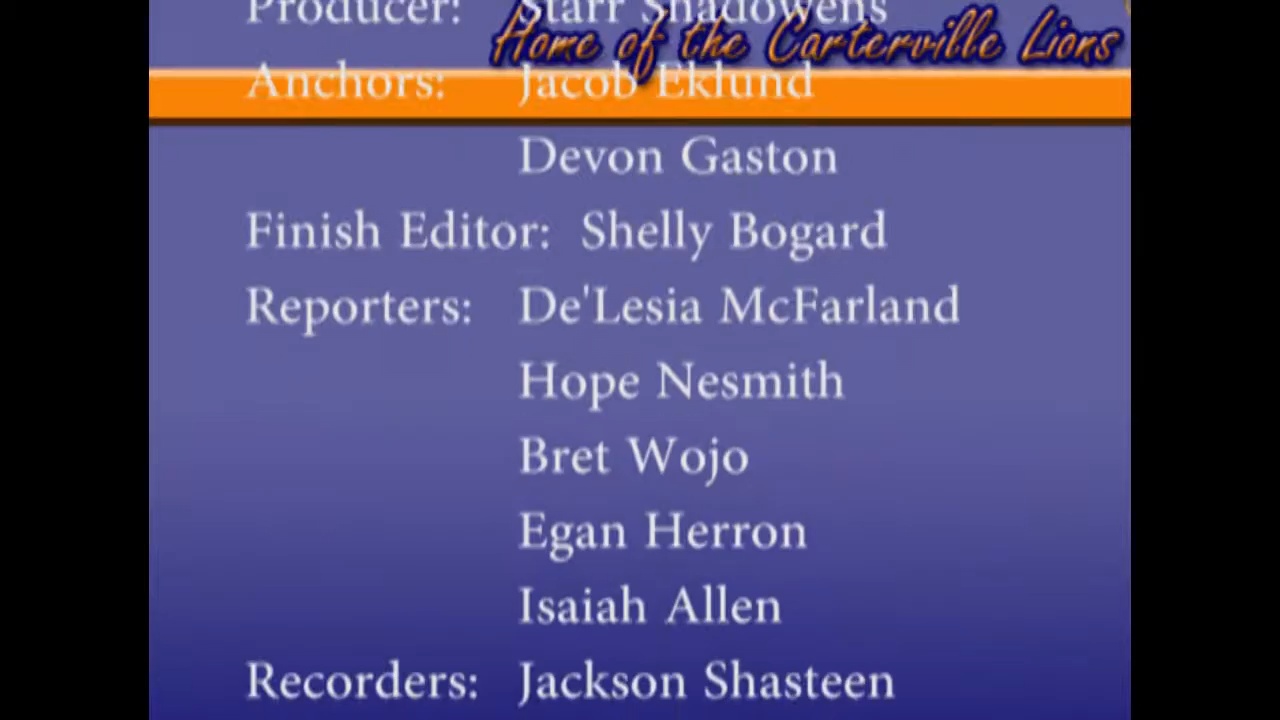 Producer: Starr Shadowens
Home of the Carterville Lions
Anchors: Jacob Eklund
Devon Gaston
Finish Editor: Shelly Bogard
Reporters: De'Lesia McFarland
Hope Nesmith
Bret Wojo
Egan Herron
Isaiah Allen
Recorders: Jackson Shasteen